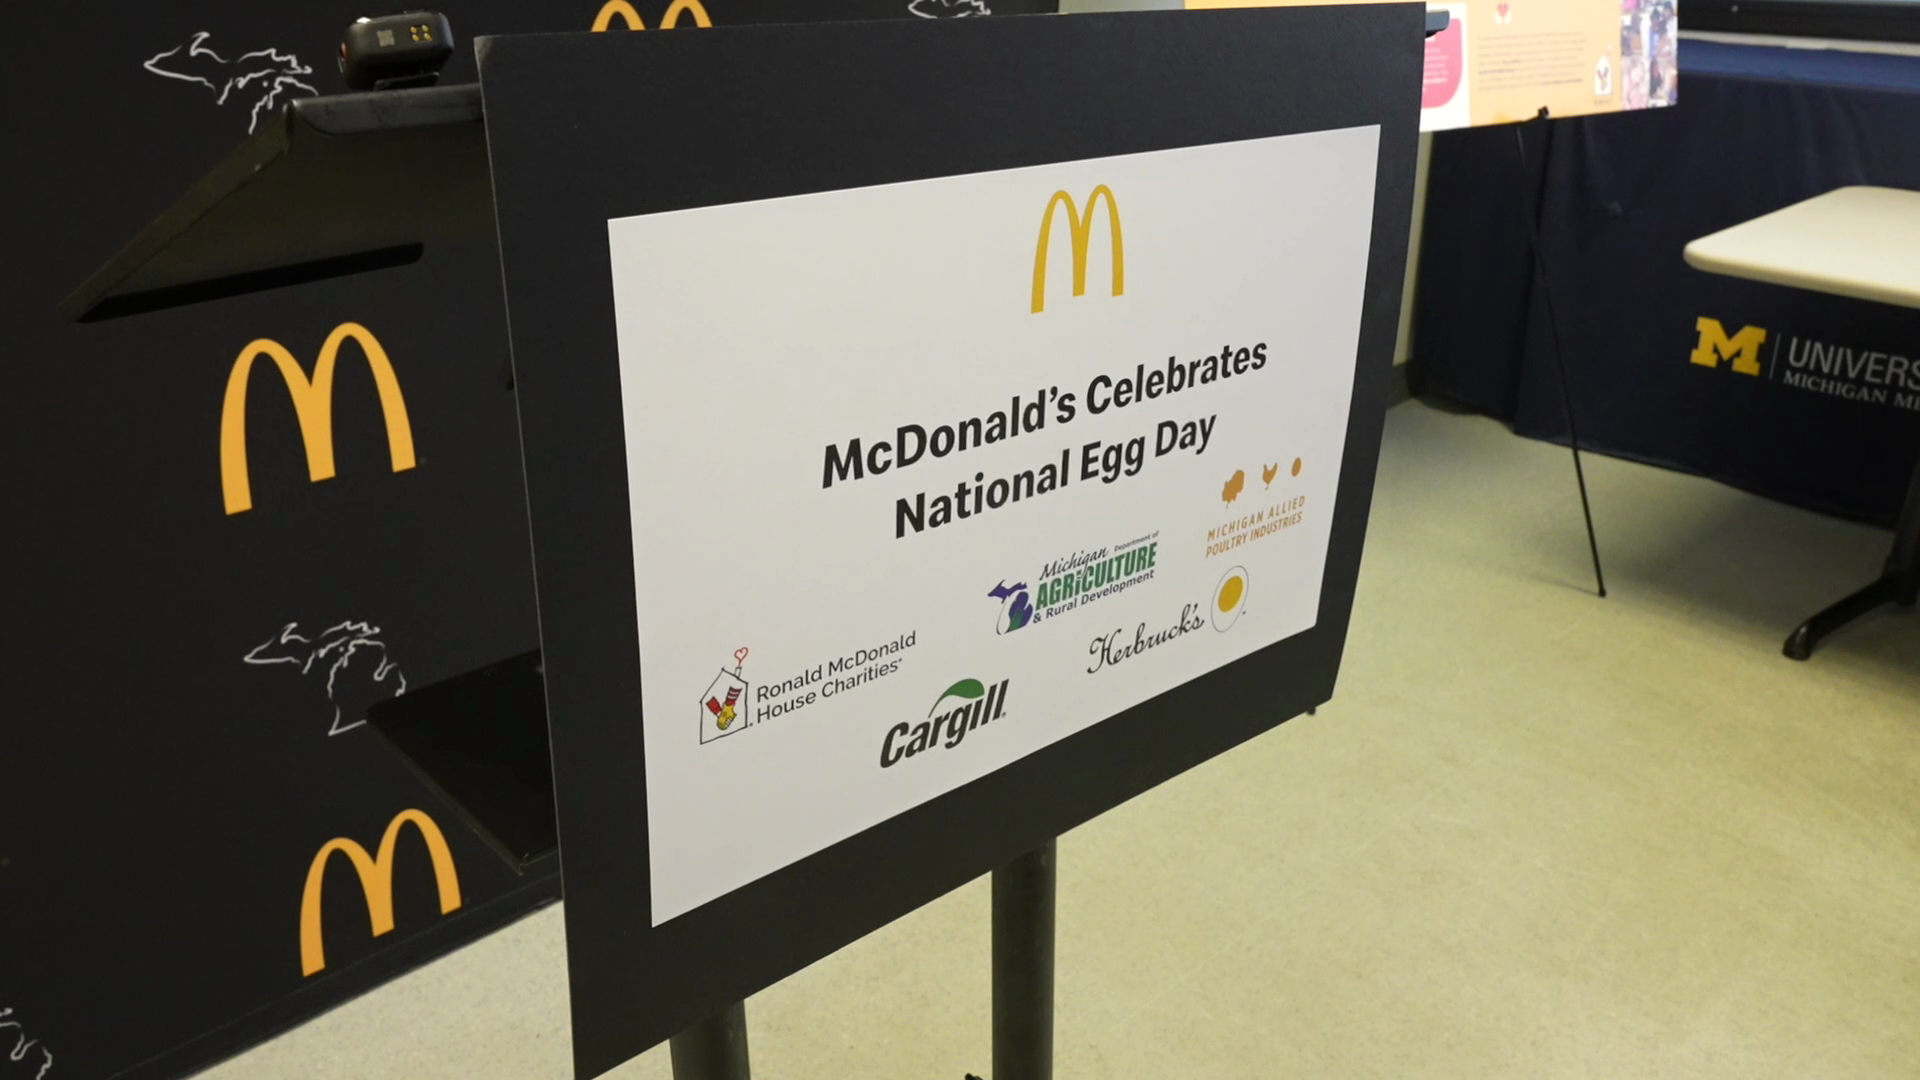 McDonald's Celebrates
National Egg Day
MICHIGAN ALLIED
POULTRY INDUSTRIES
Michigan Department of
AGRICULTURE
& Rural Development
Herbruck's
Ronald McDonald
House Charities
Cargill
M UNIVERS
MICHIGAN ME